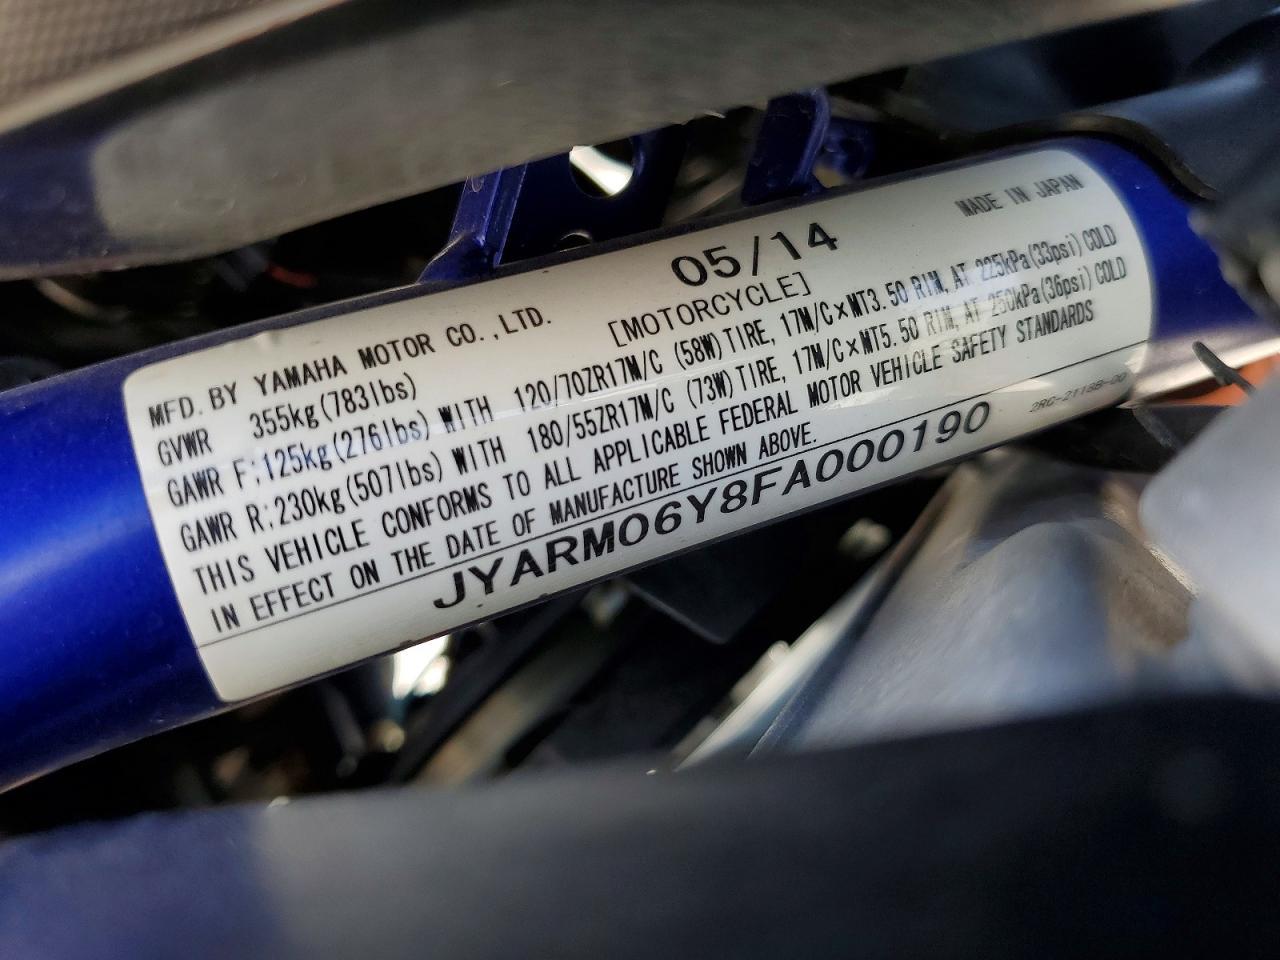 05/14
MADE IN JAPAN
MFD. BY YAMAHA MOTOR CO.,LTD. [MOTORCYCLE]
GVWR 355kg(783lbs)
GAWR F:125kg(276lbs) WITH 120/70ZR17M/C (58W)TIRE, 17M/C×MT3.50 RIM, AT 225kPa(33psi) COLD
GAWR R:230kg(507lbs) WITH 180/55ZR17M/C (73W)TIRE, 17M/C×MT5.50 RIM, AT 250kPa(36psi) COLD
THIS VEHICLE CONFORMS TO ALL APPLICABLE FEDERAL MOTOR VEHICLE SAFETY STANDARDS
IN EFFECT ON THE DATE OF MANUFACTURE SHOWN ABOVE.
2RC-2118B-00
JYARM06Y8FA000190